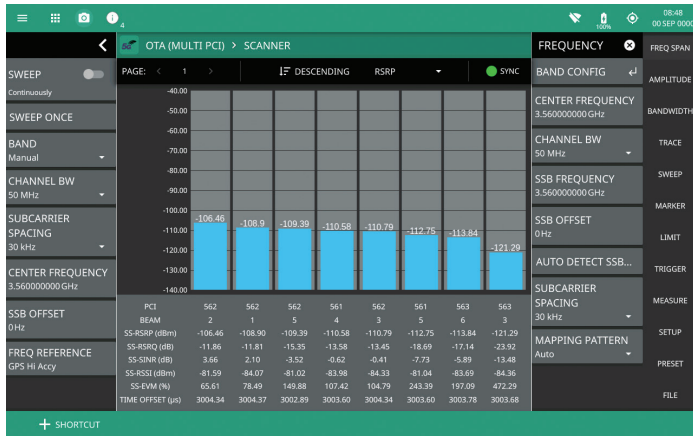 4
100%
08:48
00 SEP 0000
SWEEP
Continuously
SWEEP ONCE
BAND
Manual
CHANNEL BW
50 MHz
SUBCARRIER
SPACING
30 kHz
CENTER FREQUENCY
3.560000000 GHz
SSB OFFSET
0 Hz
FREQ REFERENCE
GPS Hi Accy
SHORTCUT
5G OTA (MULTI PCI) > SCANNER
PAGE: < 1 > DESCENDING RSRP SYNC
-40.00
-50.00
-60.00
-70.00
-80.00
-90.00
-100.00
-110.00
-120.00
-130.00
-140.00
-106.46 -108.9 -109.39 -110.58 -110.79 -112.75 -113.84 -121.29
PCI 562 562 562 561 562 561 563 563
BEAM 2 1 5 4 3 5 2 3
SS-RSRP (dBm) -106.46 -108.90 -109.39 -110.58 -110.79 -112.75 -113.84 -121.29
SS-RSRQ (dB) -11.86 -11.81 -15.35 -13.58 -13.45 -18.69 -17.14 -23.92
SS-SINR (dB) 3.66 2.10 -3.52 -0.62 -0.41 -7.73 -5.89 -13.48
SS-RSSI (dBm) -81.59 -84.07 -81.02 -83.98 -84.33 -81.04 -83.69 -84.36
SS-EVM (%) 65.61 78.49 149.88 107.42 104.79 243.39 197.09 472.29
TIME OFFSET (µs) 3004.34 3004.37 3002.89 3003.60 3004.34 3003.60 3003.78 3003.68
FREQUENCY
BAND CONFIG
CENTER FREQUENCY
3.560000000 GHz
CHANNEL BW
50 MHz
SSB FREQUENCY
3.560000000 GHz
SSB OFFSET
0 Hz
AUTO DETECT SSB...
SUBCARRIER
SPACING
30 kHz
MAPPING PATTERN
Auto
FREQ SPAN
AMPLITUDE
BANDWIDTH
TRACE
SWEEP
MARKER
LIMIT
TRIGGER
MEASURE
SETUP
PRESET
FILE